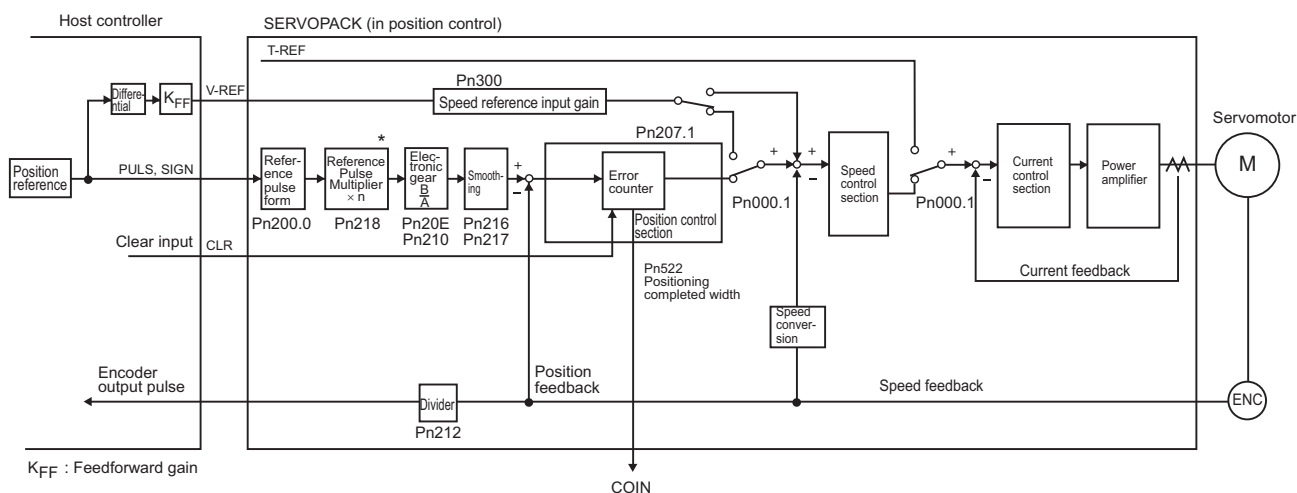 Host controller
SERVOPACK (in position control)
T-REF
Differe-
ntial
KFF
V-REF
Pn300
Speed reference input gain
Pn207.1
Servomotor
M
Position
reference
PULS, SIGN
Refer-
ence
pulse
form
Pn200.0
*
Reference
Pulse
Multiplier
× n
Pn218
Elec-
tronic
gear
B
A
Pn20E
Pn210
Smooth-
ing
Pn216
Pn217
+
−
Error
counter
Position control
section
Pn000.1
+
+
−
Speed
control
section
Pn000.1
+
−
Current
control
section
Power
amplifier
Clear input
CLR
Pn522
Positioning
completed width
Current feedback
Speed
conver-
sion
Encoder
output pulse
Divider
Pn212
Position
feedback
Speed feedback
ENC
KFF : Feedforward gain
COIN